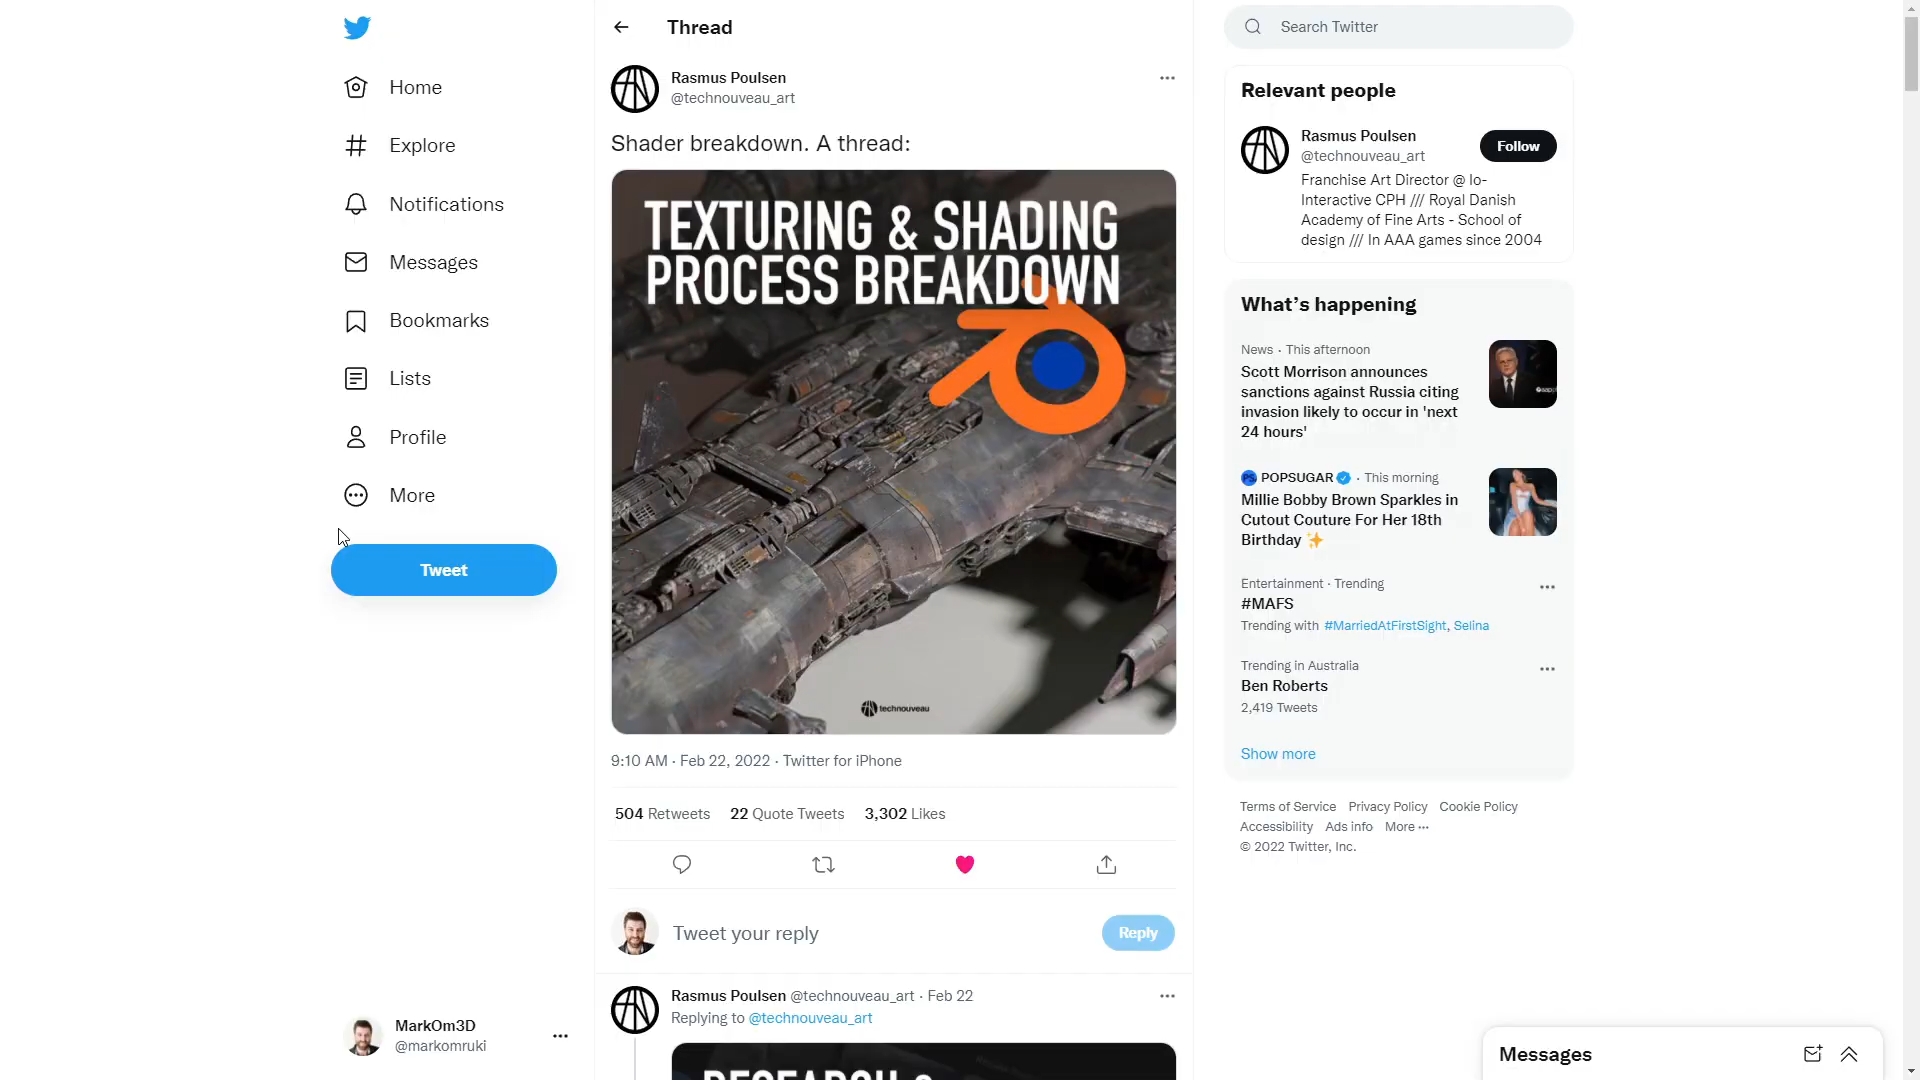 Home
Explore
Notifications
Messages
Bookmarks
Lists
Profile
More
Tweet
MarkOm3D
@markomruki
Thread
Rasmus Poulsen
@technouveau_art
Shader breakdown. A thread:
TEXTURING & SHADING
PROCESS BREAKDOWN
technouveau
9:10 AM · Feb 22, 2022 · Twitter for iPhone
504 Retweets 22 Quote Tweets 3,302 Likes
Tweet your reply
Reply
Rasmus Poulsen @technouveau_art · Feb 22
Replying to @technouveau_art
Search Twitter
Relevant people
Rasmus Poulsen
@technouveau_art
Follow
Franchise Art Director @ Io-
Interactive CPH /// Royal Danish
Academy of Fine Arts - School of
design /// In AAA games since 2004
What's happening
News · This afternoon
Scott Morrison announces
sanctions against Russia citing
invasion likely to occur in 'next
24 hours'
POPSUGAR · This morning
Millie Bobby Brown Sparkles in
Cutout Couture For Her 18th
Birthday ✨
Entertainment · Trending
#MAFS
Trending with #MarriedAtFirstSight, Selina
Trending in Australia
Ben Roberts
2,419 Tweets
Show more
Terms of Service Privacy Policy Cookie Policy
Accessibility Ads info More ···
© 2022 Twitter, Inc.
Messages